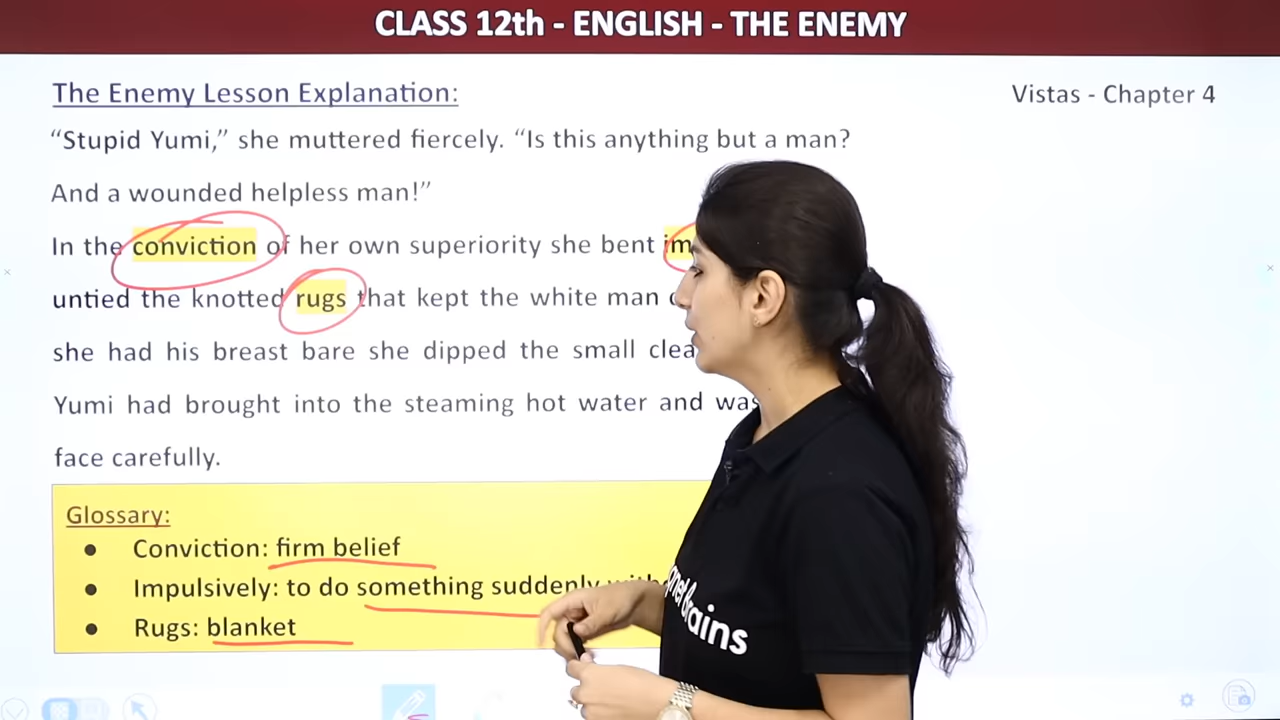 CLASS 12th - ENGLISH - THE ENEMY
The Enemy Lesson Explanation:
Vistas - Chapter 4
“Stupid Yumi,” she muttered fiercely. “Is this anything but a man?
And a wounded helpless man!”
In the conviction of her own superiority she bent
untied the knotted rugs that kept the white man
she had his breast bare she dipped the small
Yumi had brought into the steaming hot water and
face carefully.
Glossary:
● Conviction: firm belief
● Impulsively: to do something suddenly
● Rugs: blanket